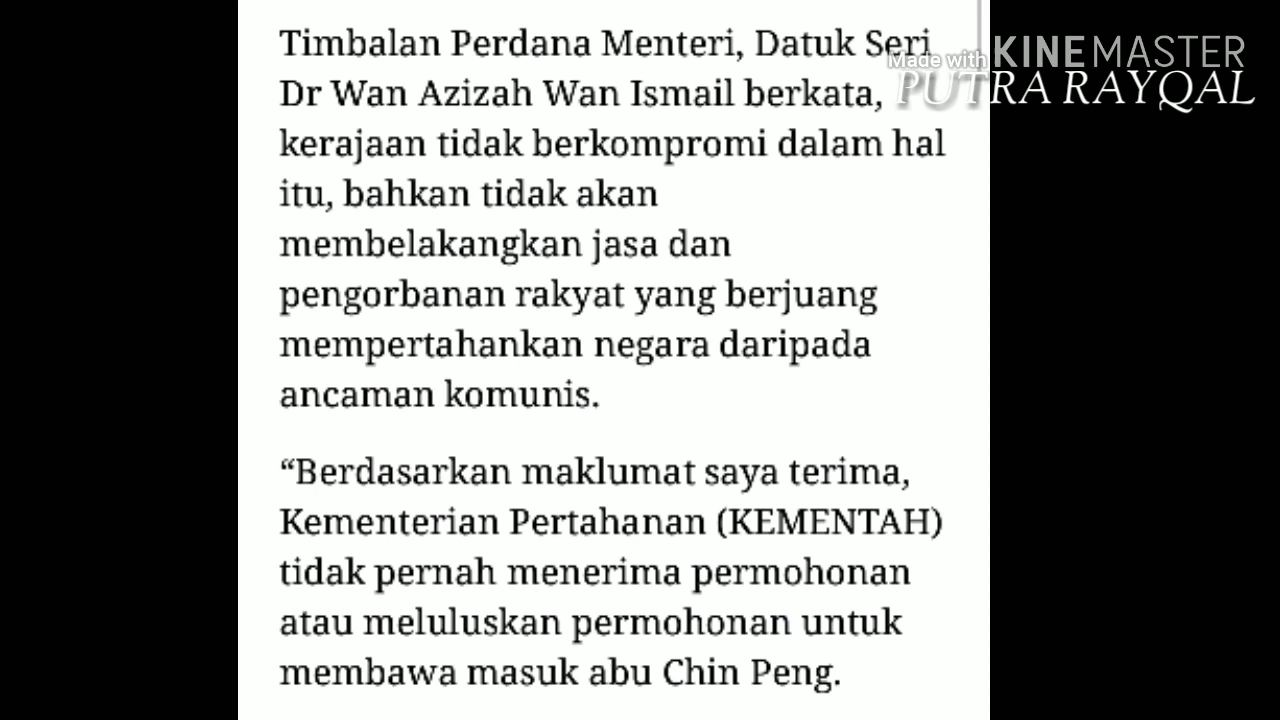 Timbalan Perdana Menteri, Datuk Seri
Made with KINEMASTER
Dr Wan Azizah Wan Ismail berkata,
PUTRA RAYQAL
kerajaan tidak berkompromi dalam hal
itu, bahkan tidak akan
membelakangkan jasa dan
pengorbanan rakyat yang berjuang
mempertahankan negara daripada
ancaman komunis.
“Berdasarkan maklumat saya terima,
Kementerian Pertahanan (KEMENTAH)
tidak pernah menerima permohonan
atau meluluskan permohonan untuk
membawa masuk abu Chin Peng.